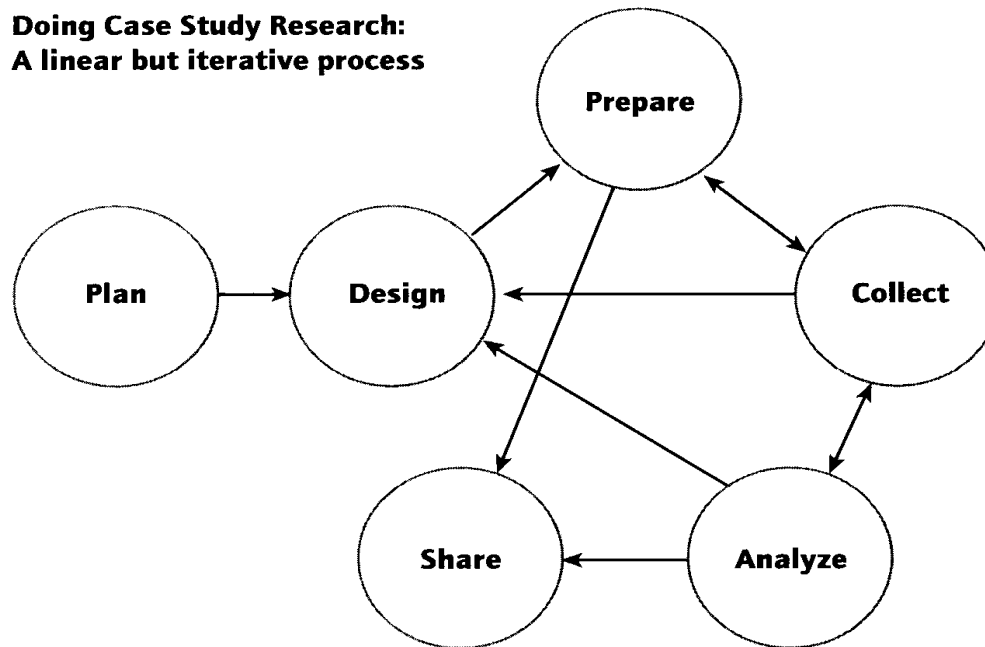 Doing Case Study Research:
A linear but iterative process
Prepare
Plan
Design
Collect
Share
Analyze